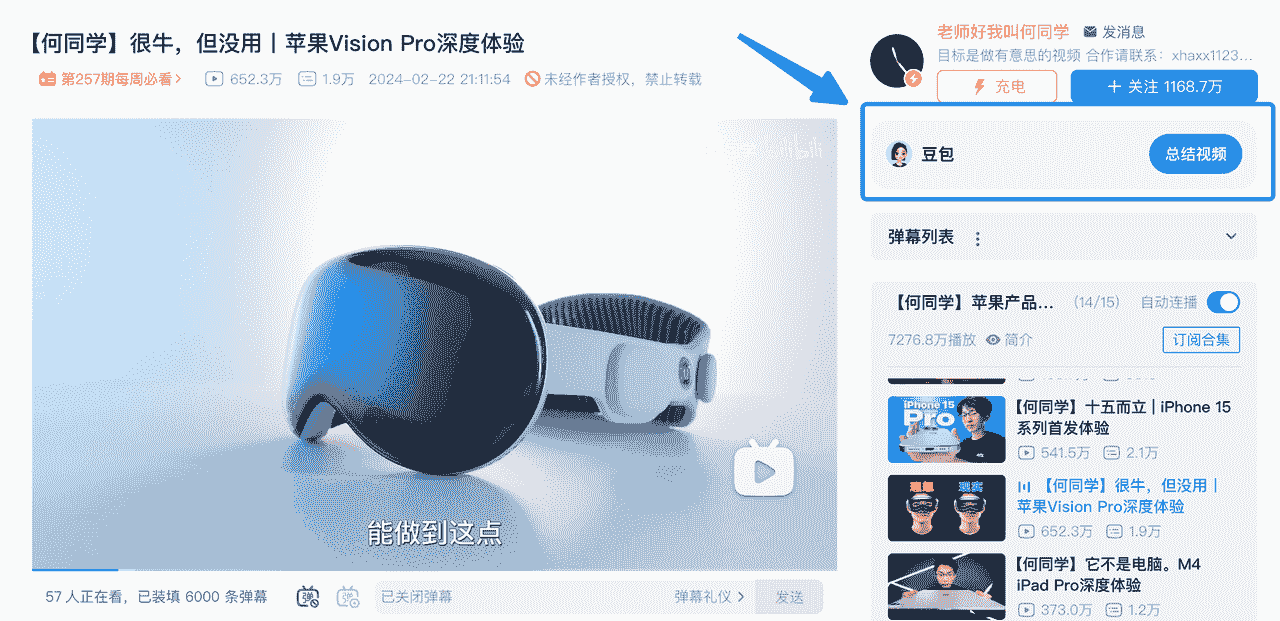 【何同学】很牛，但没用丨苹果Vision Pro深度体验
第257期每周必看
652.3万
1.9万
2024-02-22 21:11:54
未经作者授权，禁止转载
能做到这点
57 人正在看，已装填 6000 条弹幕
弹
弹
已关闭弹幕
弹幕礼仪
发送
老师好我叫何同学
发消息
目标是做有意思的视频 合作请联系：xhaxx1123...
充电
+ 关注 1168.7万
豆包
总结视频
弹幕列表
【何同学】苹果产品...
(14/15)
自动连播
7276.8万播放
简介
订阅合集
iPhone 15
Pro
【何同学】十五而立 | iPhone 15
系列首发体验
541.5万
2.1万
理想
现实
【何同学】很牛，但没用丨
苹果Vision Pro深度体验
652.3万
1.9万
【何同学】它不是电脑。M4
iPad Pro深度体验
373.0万
1.2万